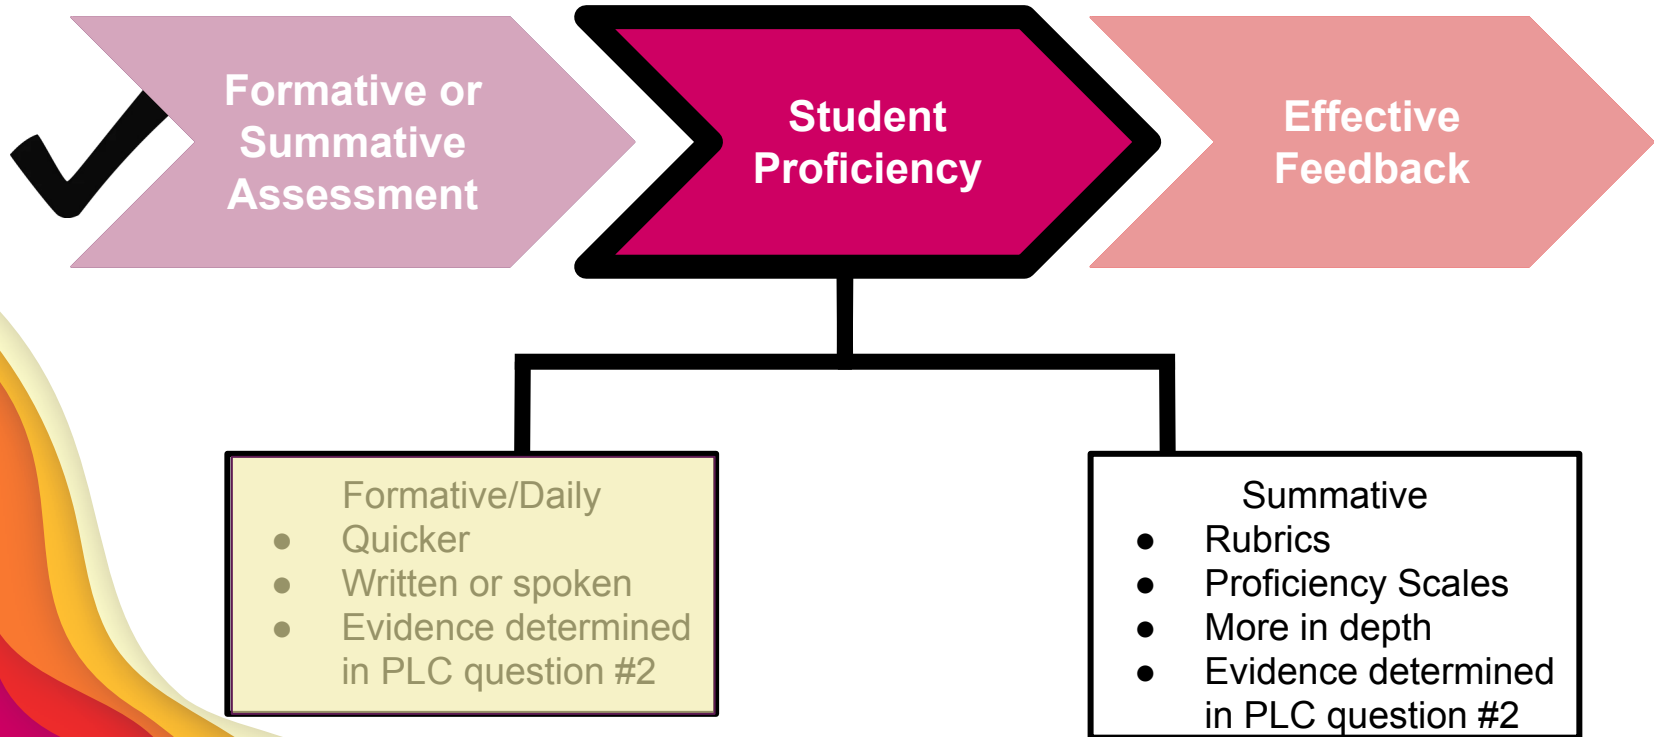 Formative or
Summative
Assessment
Student
Proficiency
Effective
Feedback
Formative/Daily
● Quicker
● Written or spoken
● Evidence determined
in PLC question #2
Summative
● Rubrics
● Proficiency Scales
● More in depth
● Evidence determined
in PLC question #2